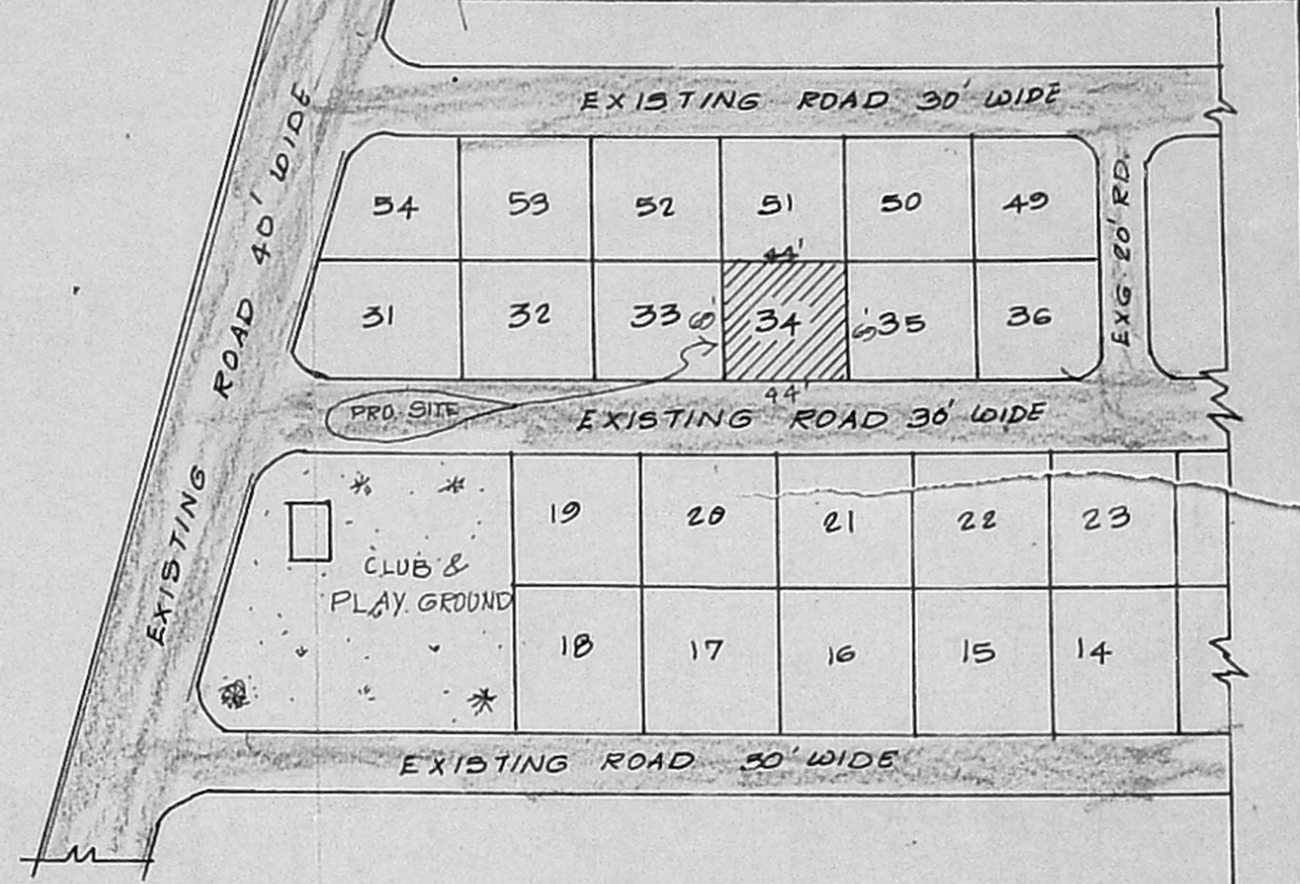 EXISTING ROAD 30' WIDE
EXISTING ROAD 40' WIDE
54 53 52 51 50 49
EXG 20' RD.
44'
31 32 33 34 35 36
44'
PRO. SITE
EXISTING ROAD 30' WIDE
19 20 21 22 23
CLUB &
PLAY. GROUND
18 17 16 15 14
EXISTING ROAD 30' WIDE